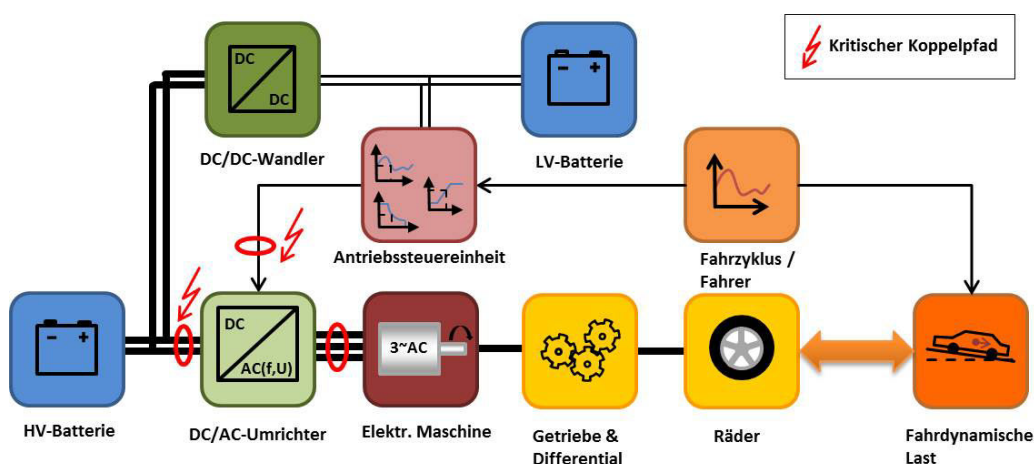 DC
DC
DC/DC-Wandler
- +
LV-Batterie
Kritischer Koppelpfad
Antriebssteuereinheit
Fahrzyklus /
Fahrer
- +
HV-Batterie
DC
AC(f,U)
DC/AC-Umrichter
3~AC
Elektr. Maschine
Getriebe &
Differential
Räder
Fahrdynamische
Last